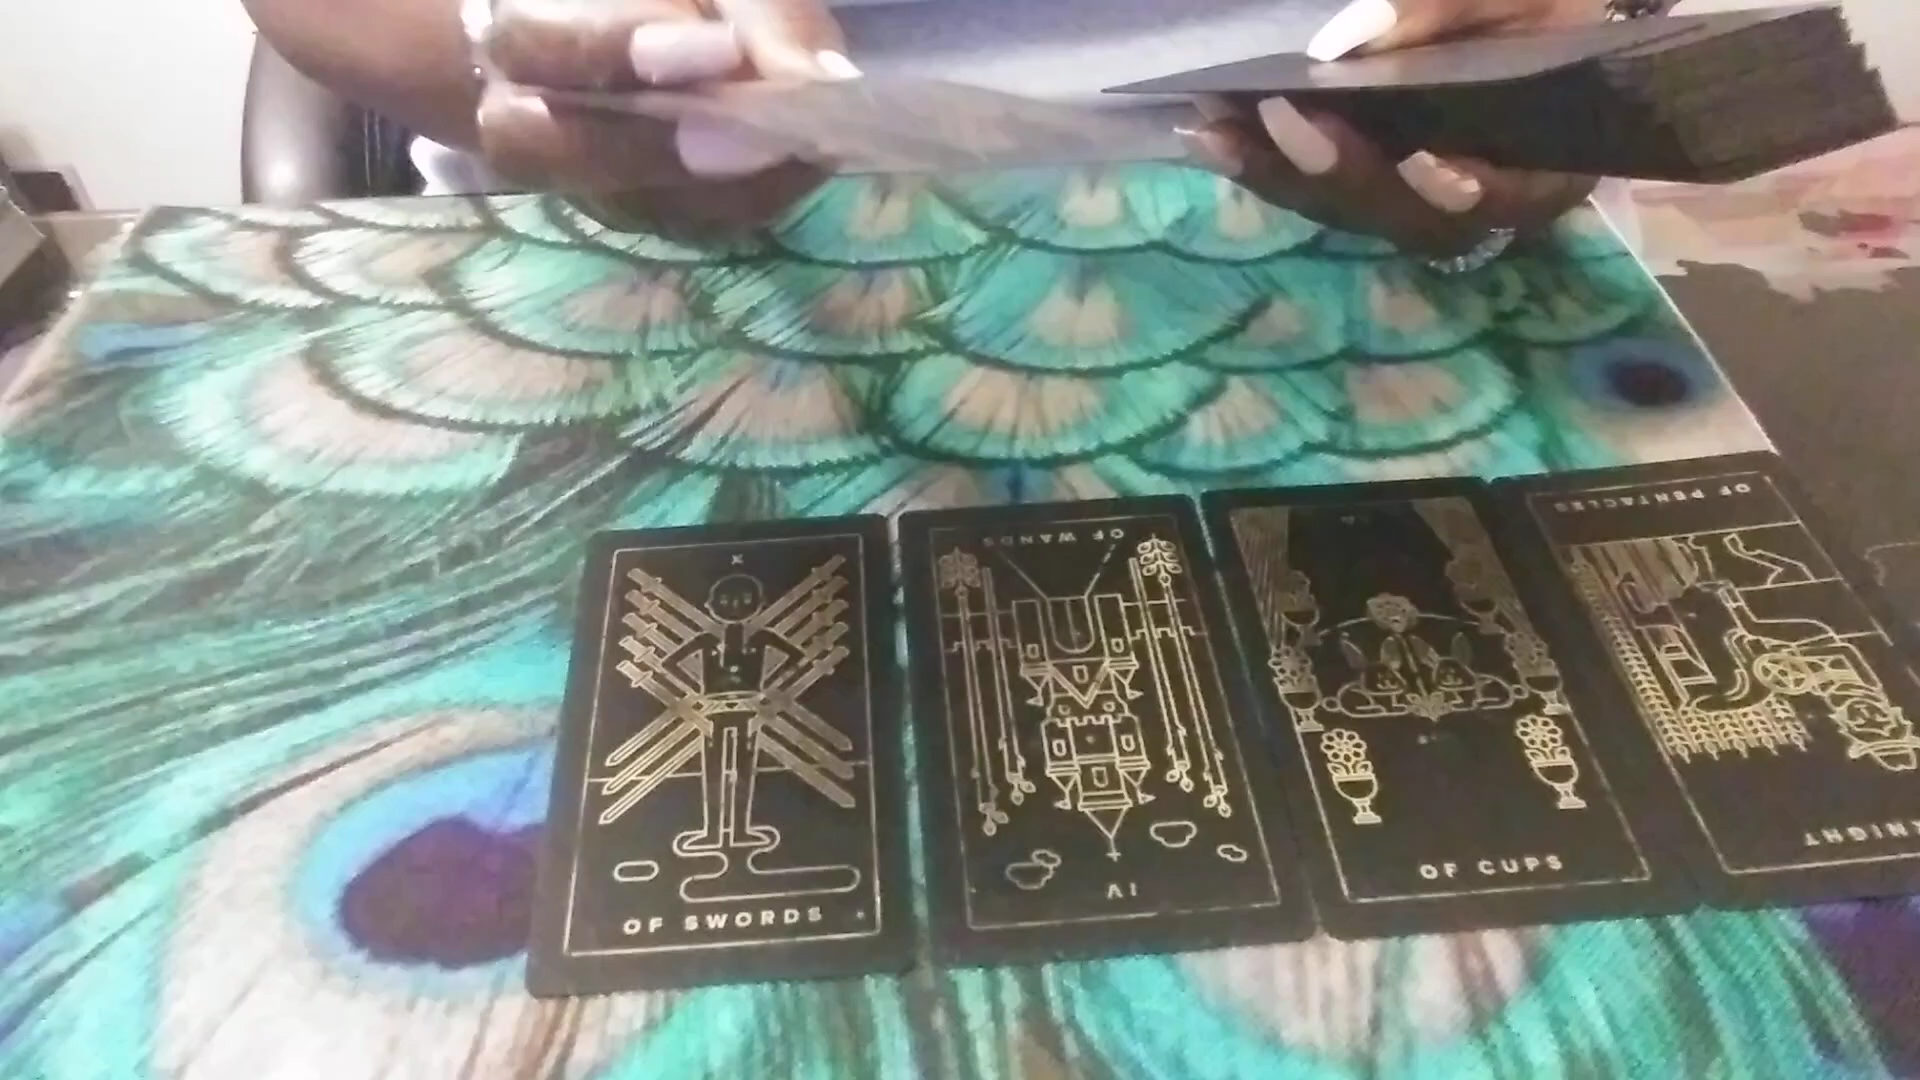 X
OF SWORDS
OF WANDS
IV
OF CUPS
OF PENTACLES
KNIGHT